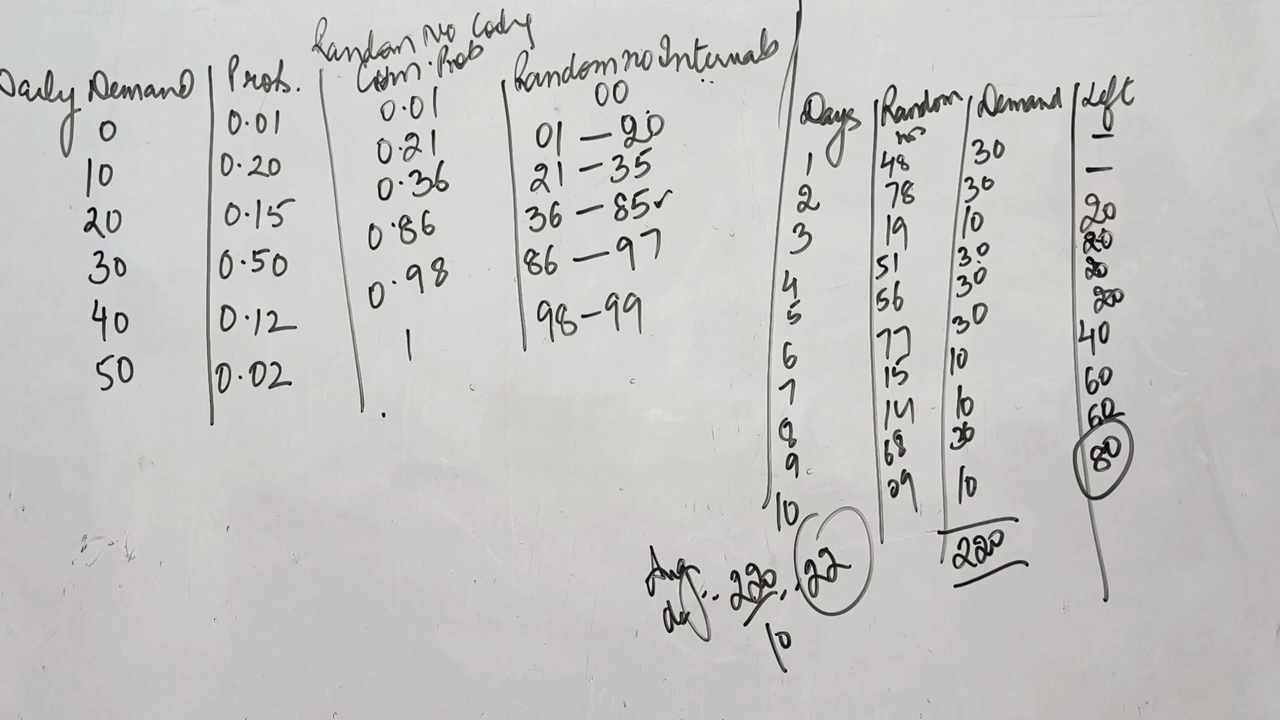 Random No Coding
Daily Demand Prob. Cum. Prob Random no Intervals
0 0.01 0.01 00
10 0.20 0.21 01 – 20
20 0.15 0.36 21 – 35
30 0.50 0.86 36 – 85 ✓
40 0.12 0.98 86 – 97
50 0.02 1 98 – 99
Days Random no Demand Left
1 48 30 –
2 78 30 –
3 19 10 20
4 51 30 20
5 56 30 20
6 77 30 20
7 15 10 40
8 14 10 60
9 68 30 60
10 09 10 80
220
220 22
10